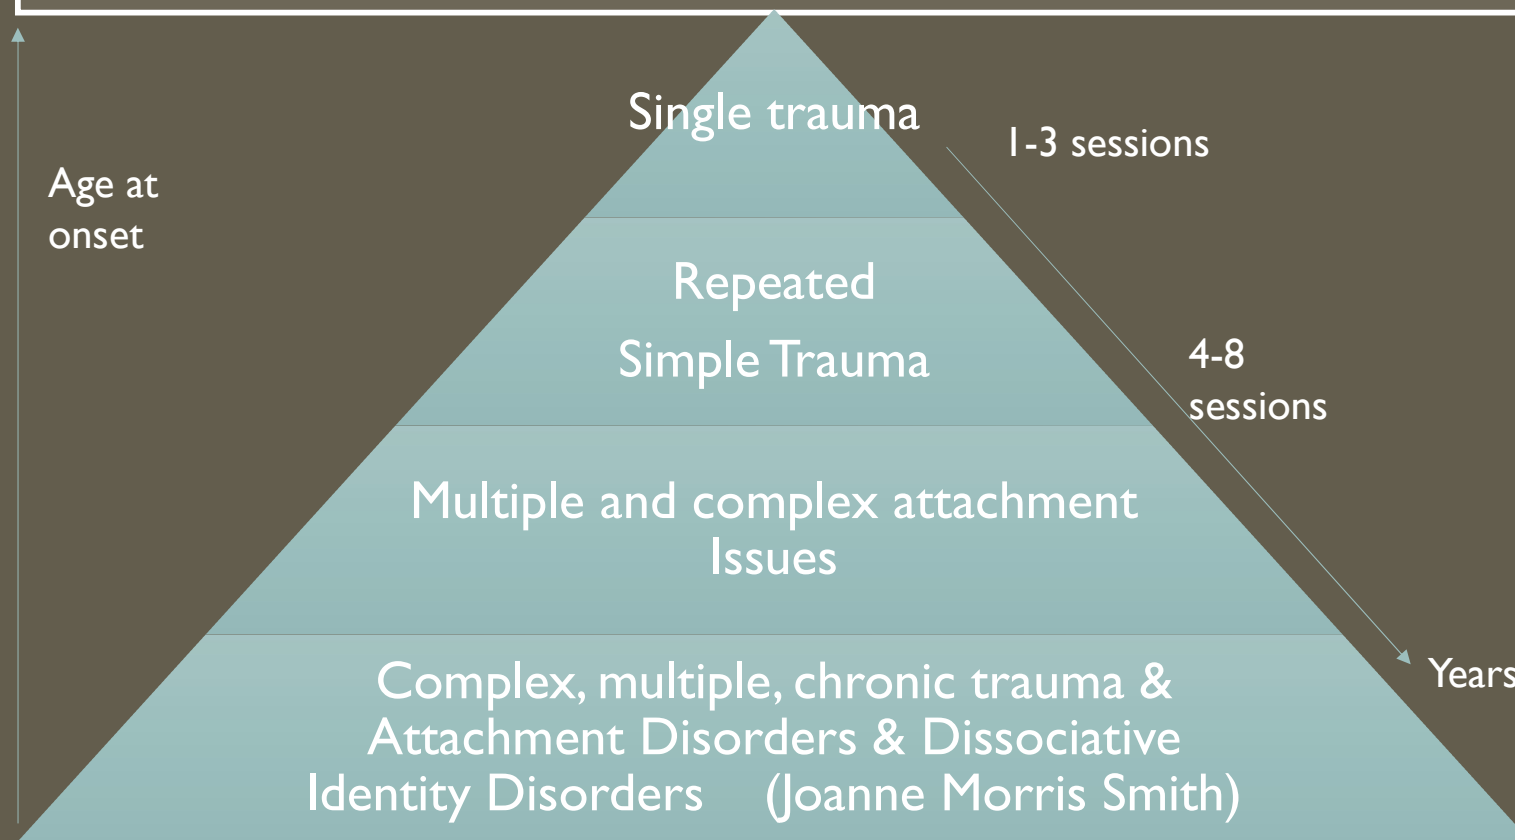 Single trauma
1-3 sessions
Age at
onset
Repeated
Simple Trauma
4-8
sessions
Multiple and complex attachment
Issues
Complex, multiple, chronic trauma &
Attachment Disorders & Dissociative
Identity Disorders (Joanne Morris Smith)
Years